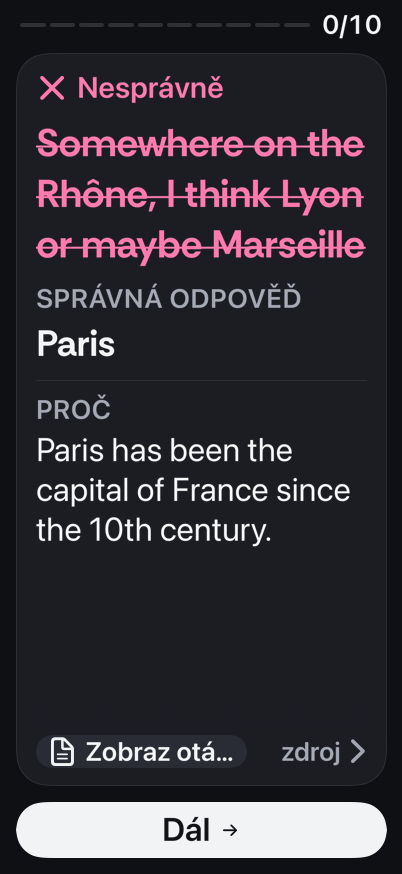 0/10
Nesprávně
Somewhere on the
Rhône, I think Lyon
or maybe Marseille
SPRÁVNÁ ODPOVĚĎ
Paris
PROČ
Paris has been the
capital of France since
the 10th century.
Zobraz otá...
zdroj
Dál →